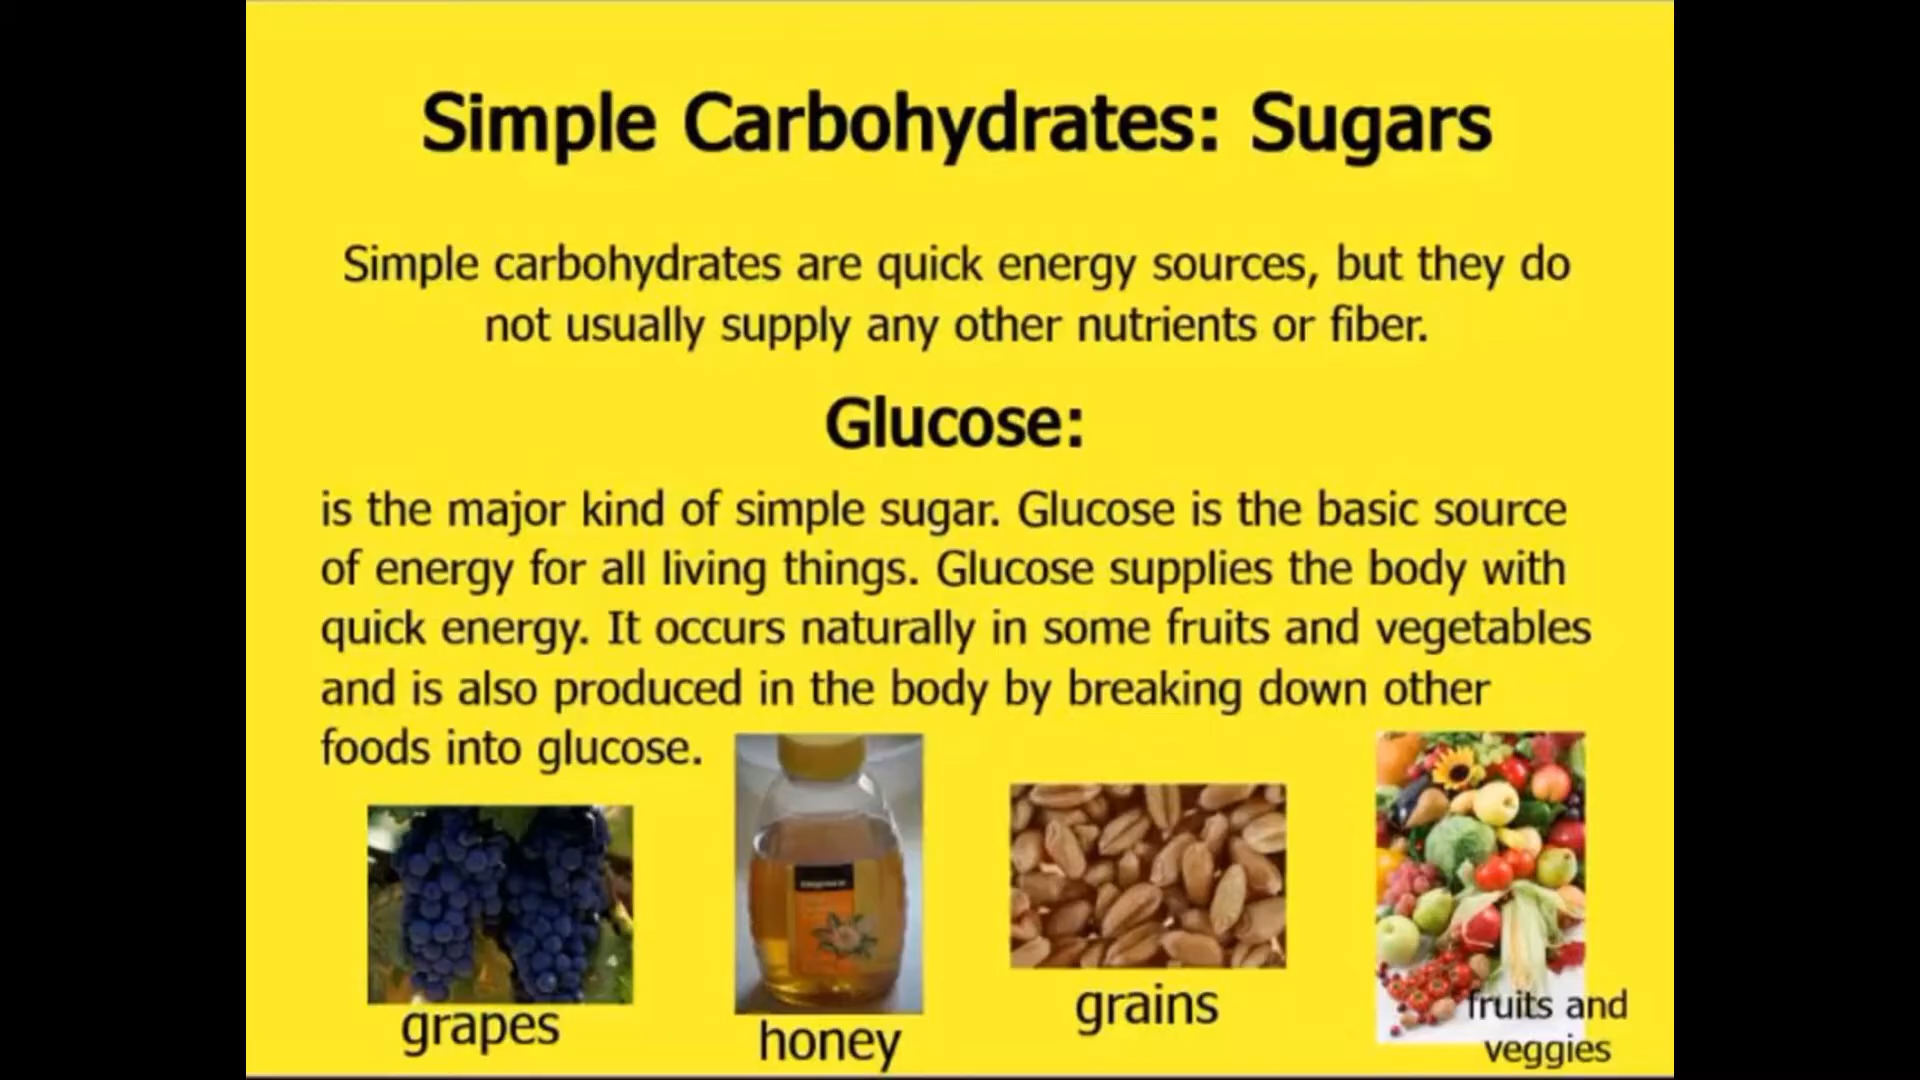 Simple Carbohydrates: Sugars
Simple carbohydrates are quick energy sources, but they do
not usually supply any other nutrients or fiber.
Glucose:
is the major kind of simple sugar. Glucose is the basic source
of energy for all living things. Glucose supplies the body with
quick energy. It occurs naturally in some fruits and vegetables
and is also produced in the body by breaking down other
foods into glucose.
grapes
honey
grains
fruits and
veggies